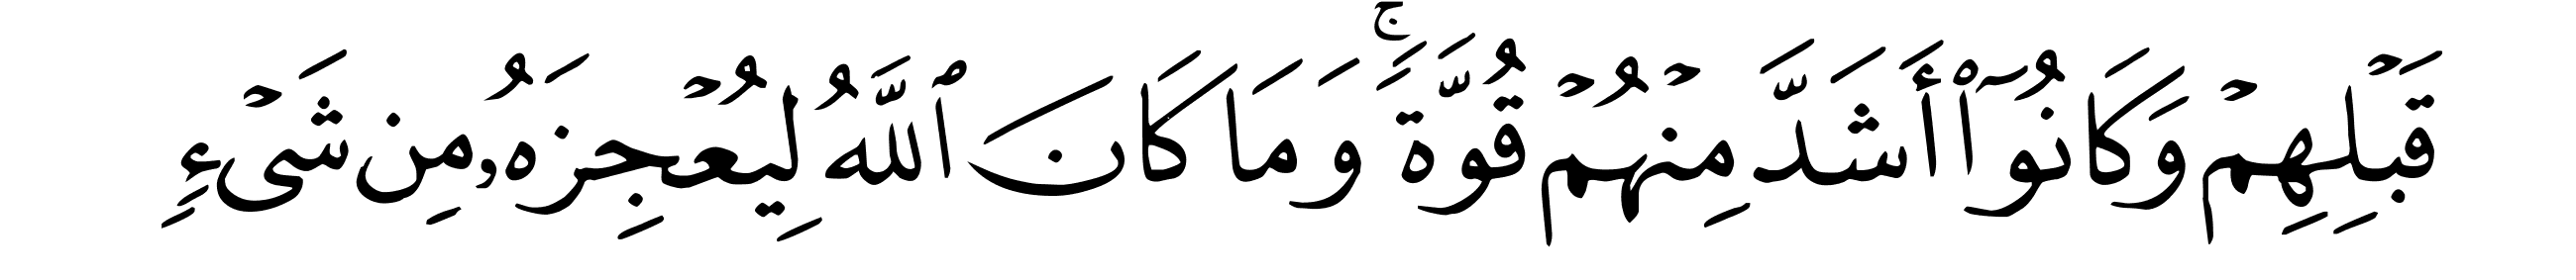 قَبْلِهِمْ وَكَانُوٓا۟ أَشَدَّ مِنْهُمْ قُوَّةًۚ وَمَا كَانَ ٱللَّهُ لِيُعْجِزَهُۥ مِن شَىْءٍ